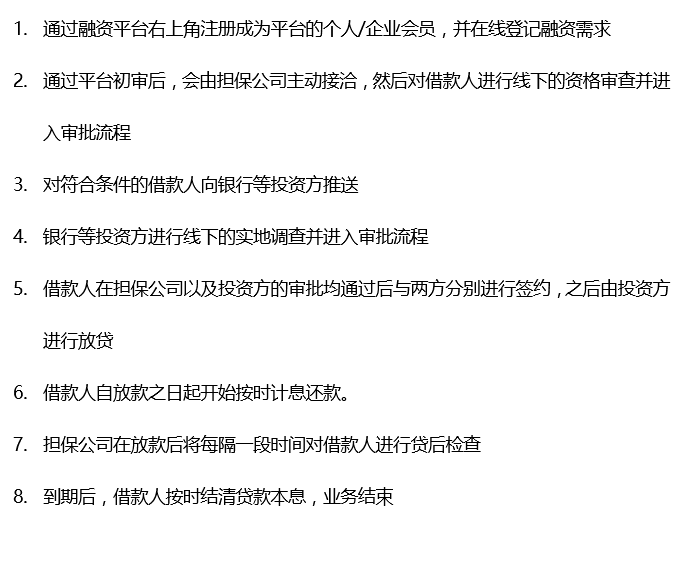 1. 通过融资平台右上角注册成为平台的个人/企业会员，并在线登记融资需求
2. 通过平台初审后，会由担保公司主动接洽，然后对借款人进行线下的资格审查并进
入审批流程
3. 对符合条件的借款人向银行等投资方推送
4. 银行等投资方进行线下的实地调查并进入审批流程
5. 借款人在担保公司以及投资方的审批均通过后与两方分别进行签约，之后由投资方
进行放贷
6. 借款人自放款之日起开始按时计息还款。
7. 担保公司在放款后将每隔一段时间对借款人进行贷后检查
8. 到期后，借款人按时结清贷款本息，业务结束